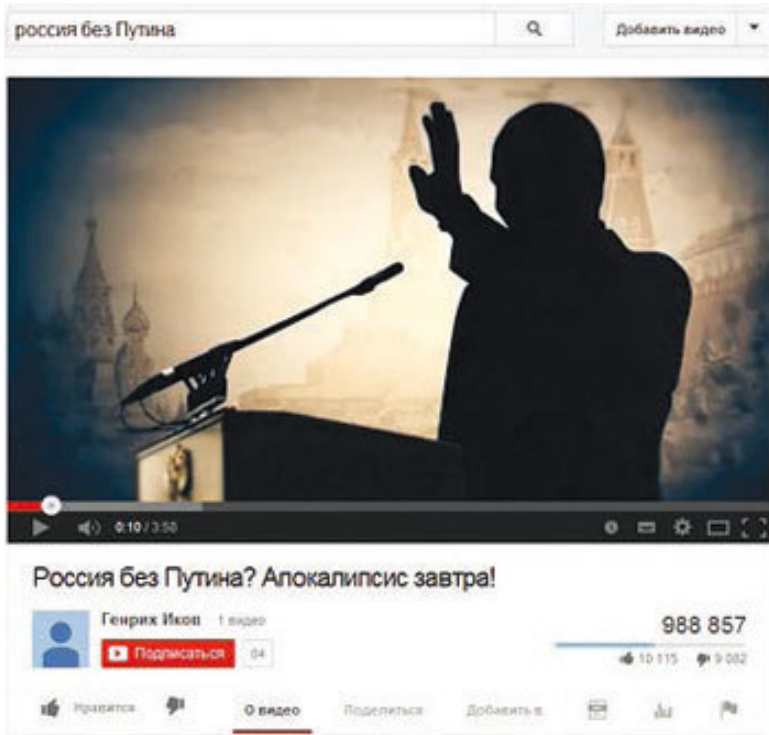 россия без Путина
Добавить видео
0:10 / 3:50
Россия без Путина? Апокалипсис завтра!
Генрих Иков 1 видео
Подписаться 84
988 857
10 115 9 082
Нравится О видео Поделиться Добавить в